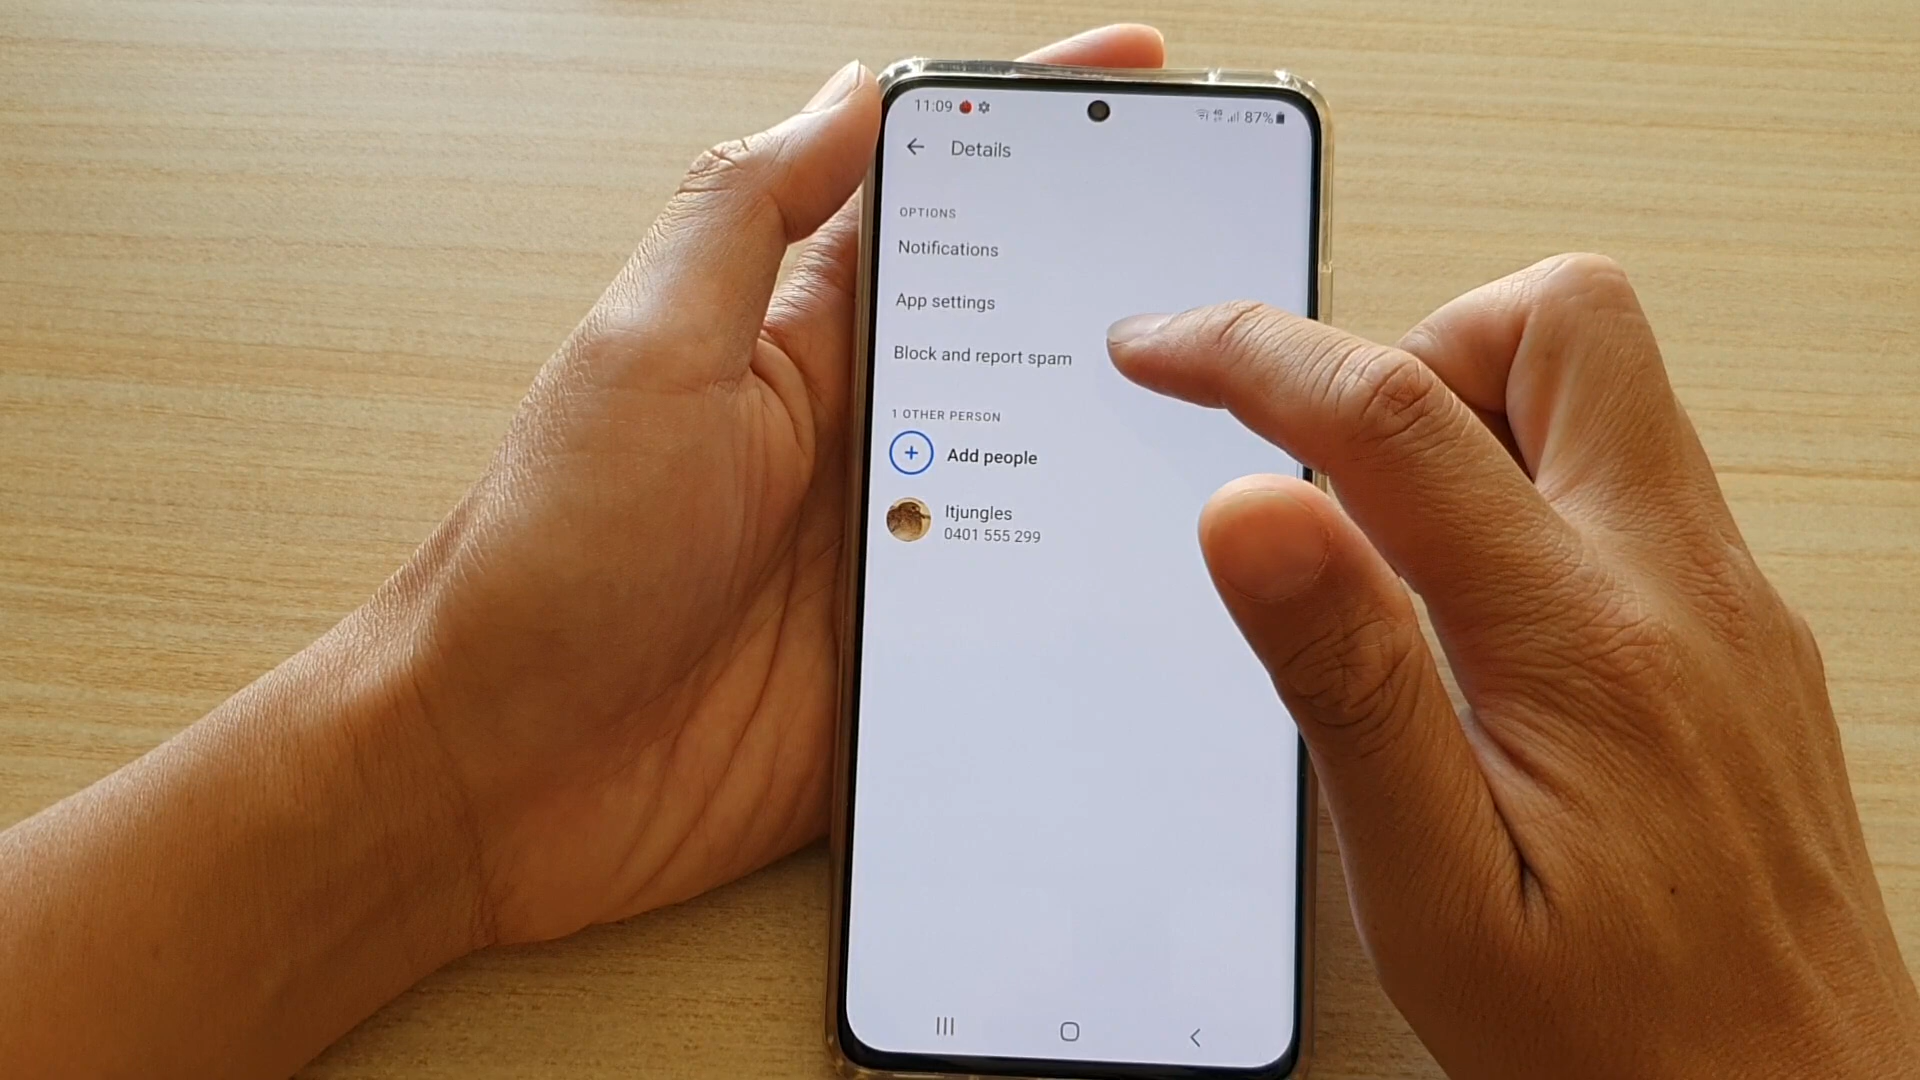 11:09
4G
87%
Details
OPTIONS
Notifications
App settings
Block and report spam
1 OTHER PERSON
Add people
Itjungles
0401 555 299